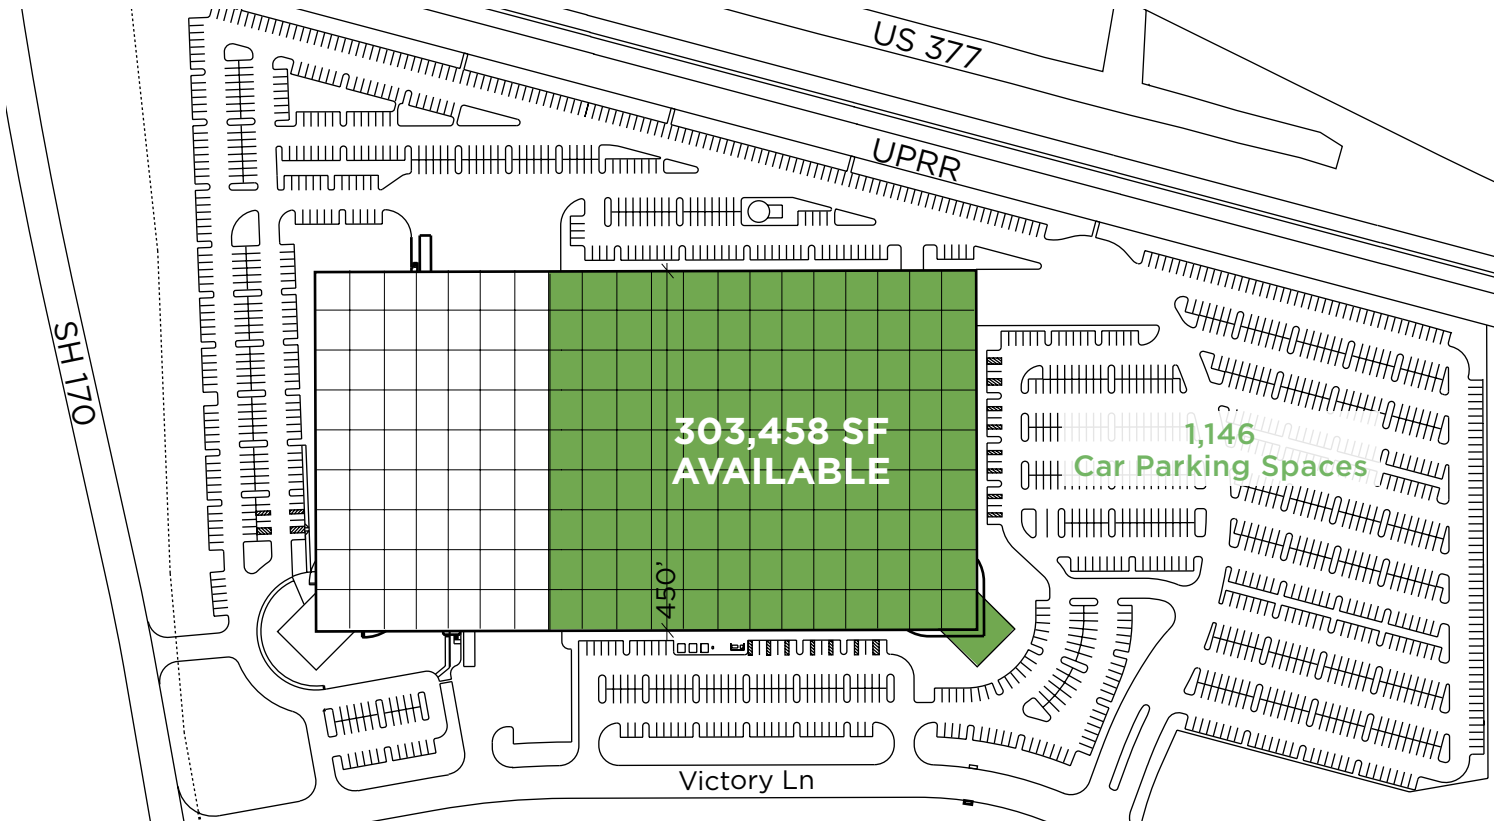 US 377
UPRR
SH 170
303,458 SF
AVAILABLE
1,146
Car Parking Spaces
450'
Victory Ln